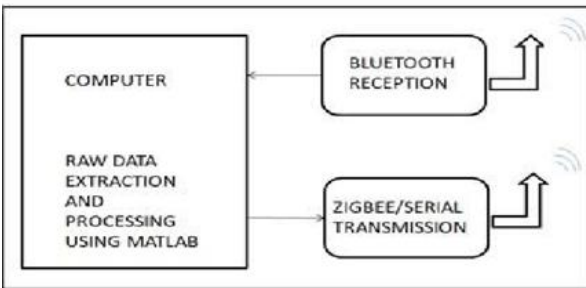 COMPUTER
RAW DATA
EXTRACTION
AND
PROCESSING
USING MATLAB
BLUETOOTH
RECEPTION
ZIGBEE/SERIAL
TRANSMISSION